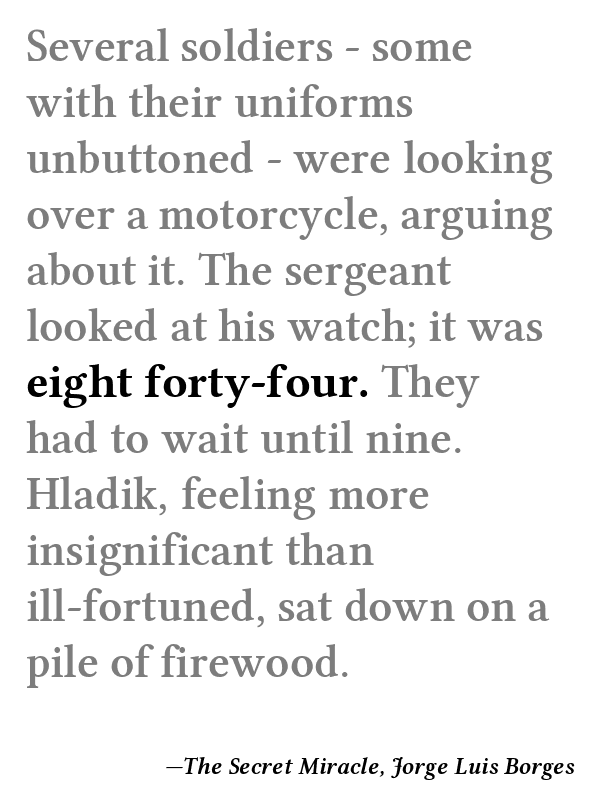 Several soldiers - some
with their uniforms
unbuttoned - were looking
over a motorcycle, arguing
about it. The sergeant
looked at his watch; it was
eight forty-four. They
had to wait until nine.
Hladik, feeling more
insignificant than
ill-fortuned, sat down on a
pile of firewood.
—The Secret Miracle, Jorge Luis Borges